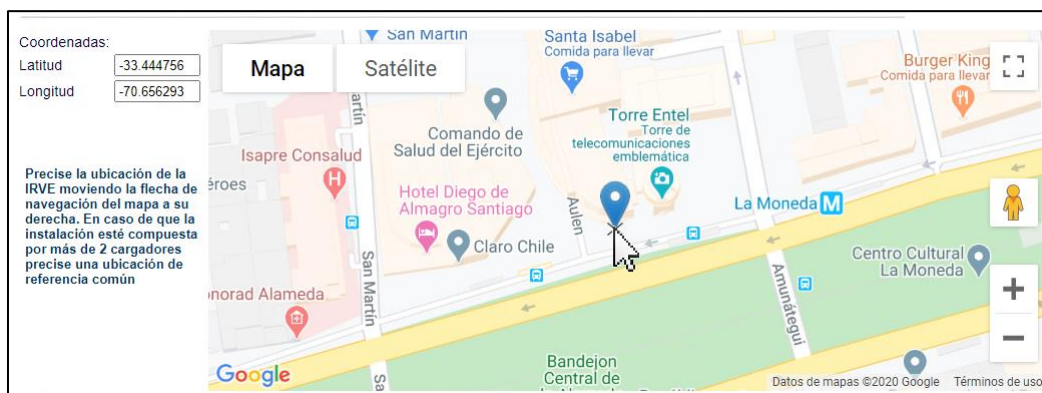 Coordenadas:
Latitud -33.444756
Longitud -70.656293
Precise la ubicación de la
IRVE moviendo la flecha de
navegación del mapa a su
derecha. En caso de que la
instalación esté compuesta
por más de 2 cargadores
precise una ubicación de
referencia común
Mapa Satélite
San Martin
Santa Isabel
Comida para llevar
Burger King
Comida para llevar
artín
Torre Entel
Torre de
telecomunicaciones
emblemática
Comando de
Salud del Ejército
Isapre Consalud
éroes
Hotel Diego de
Almagro Santiago
Aulen
La Moneda M
Claro Chile
San Martín
Centro Cultural
La Moneda
Amunátegui
onorad Alameda
Bandejon
Central de
Google
Sa
Datos de mapas ©2020 Google Términos de uso